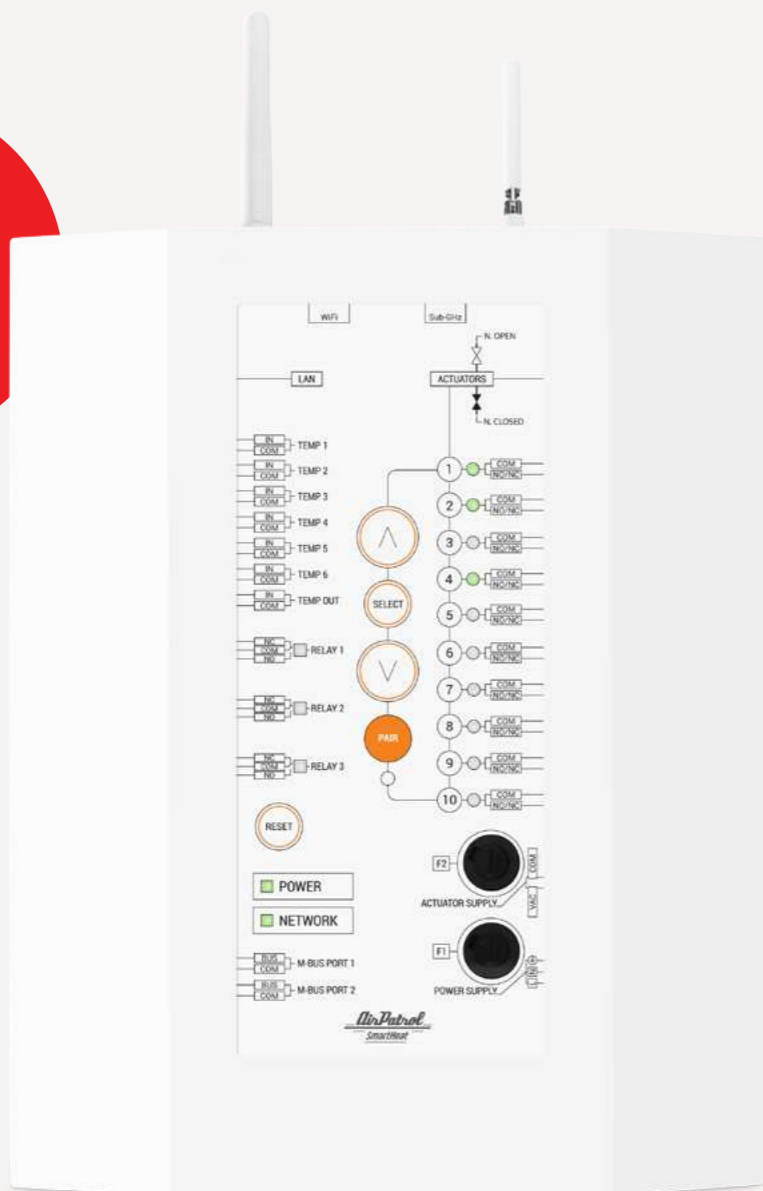 WiFi
Sub-GHz
N. OPEN
LAN
ACTUATORS
N. CLOSED
IN
COM
TEMP 1
IN
COM
TEMP 2
IN
COM
TEMP 3
IN
COM
TEMP 4
IN
COM
TEMP 5
IN
COM
TEMP 6
IN
COM
TEMP OUT
NC
COM
NO
RELAY 1
NC
COM
NO
RELAY 2
NC
COM
NO
RELAY 3
SELECT
PAIR
RESET
POWER
NETWORK
BUS
COM
M-BUS PORT 1
BUS
COM
M-BUS PORT 2
1
COM
NO/NC
2
COM
NO/NC
3
COM
NO/NC
4
COM
NO/NC
5
COM
NO/NC
6
COM
NO/NC
7
COM
NO/NC
8
COM
NO/NC
9
COM
NO/NC
10
COM
NO/NC
F2
ACTUATOR SUPPLY
COM
VAC
F1
POWER SUPPLY
L
N
AirPatrol
SmartHeat